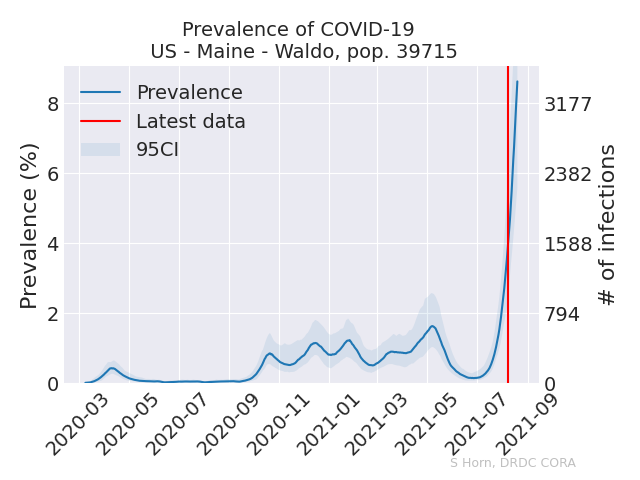 Prevalence of COVID-19
US - Maine - Waldo, pop. 39715
Prevalence
Latest data
95CI
Prevalence (%)
8
6
4
2
0
3177
2382
1588
794
0
# of infections
2020-03
2020-05
2020-07
2020-09
2020-11
2021-01
2021-03
2021-05
2021-07
2021-09
S Horn, DRDC CORA